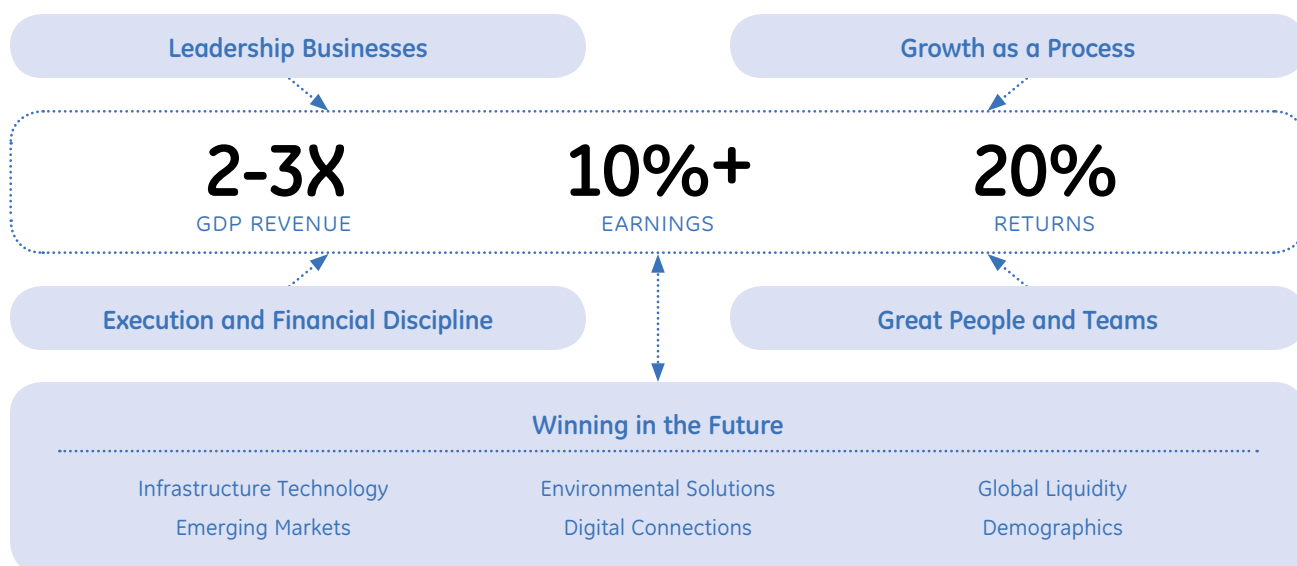 Leadership Businesses
Growth as a Process
2-3X
10%+
20%
GDP REVENUE
EARNINGS
RETURNS
Execution and Financial Discipline
Great People and Teams
Winning in the Future
Infrastructure Technology
Environmental Solutions
Global Liquidity
Emerging Markets
Digital Connections
Demographics